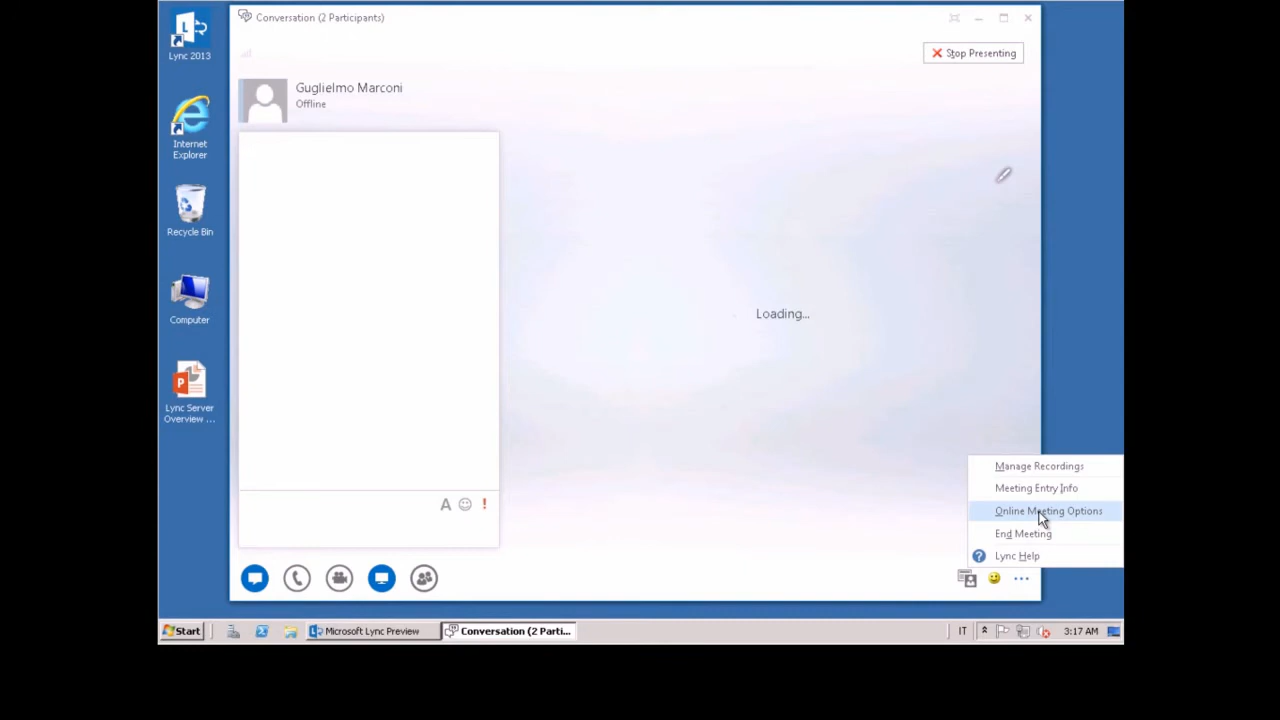 Lync 2013
Internet
Explorer
Recycle Bin
Computer
Lync Server
Overview ...
Conversation (2 Participants)
Stop Presenting
Guglielmo Marconi
Offline
Loading...
A
!
Manage Recordings
Meeting Entry Info
Online Meeting Options
End Meeting
? Lync Help
Start
Microsoft Lync Preview
Conversation (2 Parti...
IT
3:17 AM